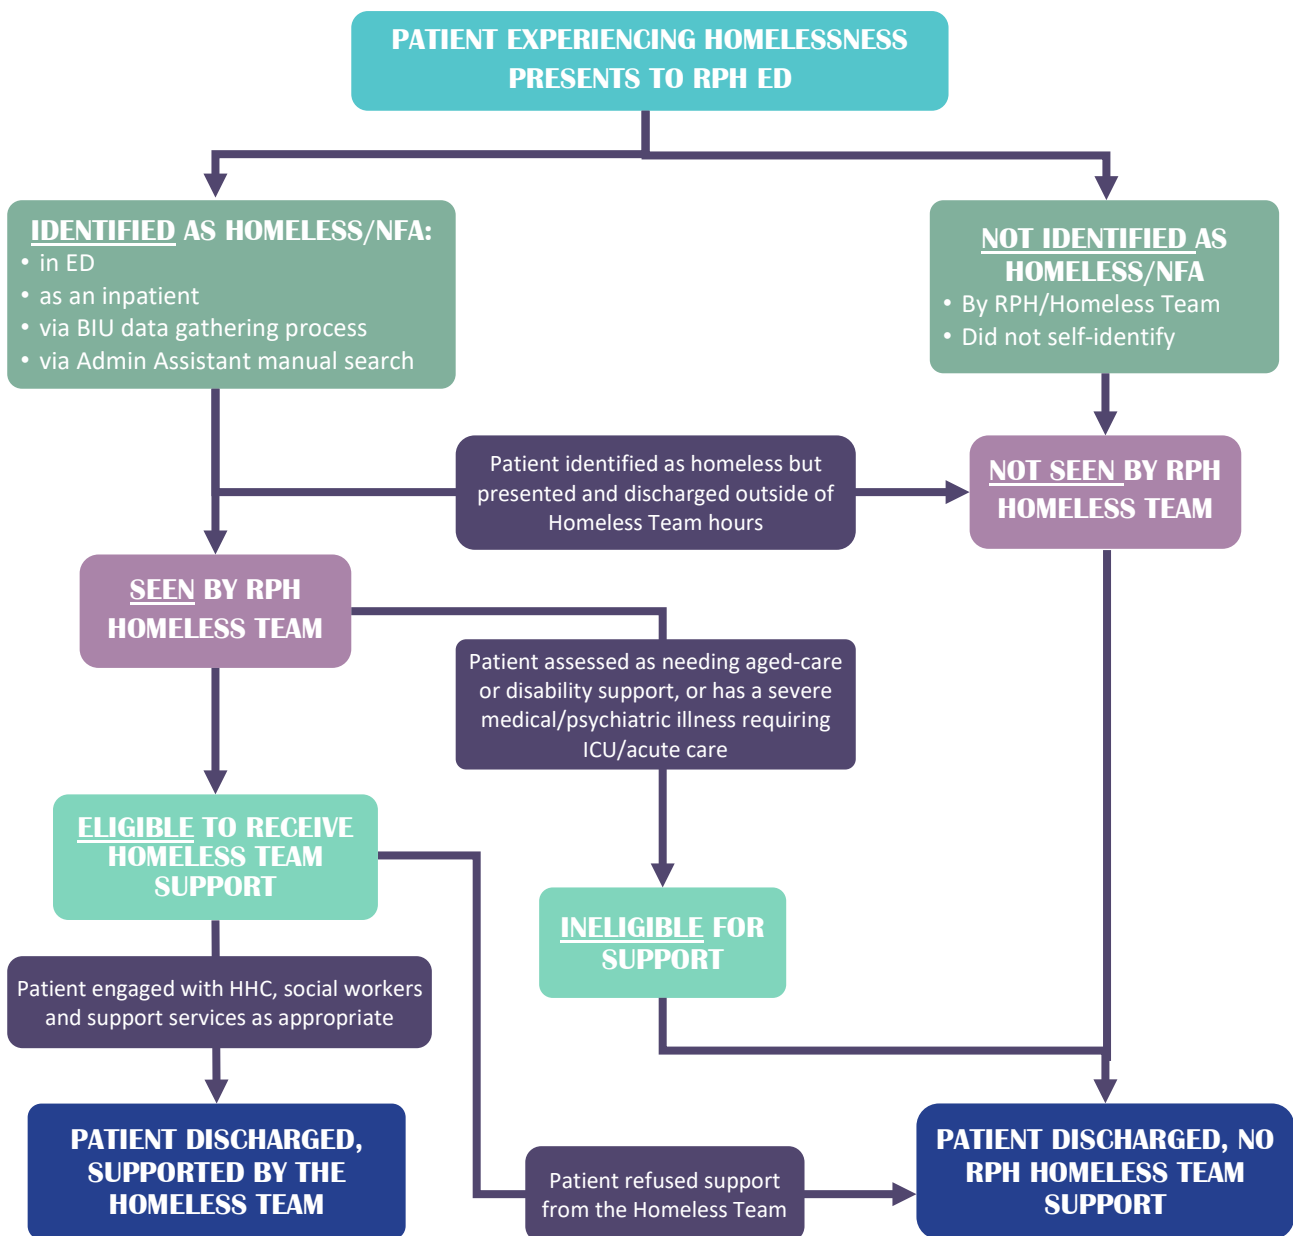 PATIENT EXPERIENCING HOMELESSNESS
PRESENTS TO RPH ED
IDENTIFIED AS HOMELESS/NFA:
• in ED
• as an inpatient
• via BIU data gathering process
• via Admin Assistant manual search
NOT IDENTIFIED AS
HOMELESS/NFA
• By RPH/Homeless Team
• Did not self-identify
Patient identified as homeless but
presented and discharged outside of
Homeless Team hours
NOT SEEN BY RPH
HOMELESS TEAM
SEEN BY RPH
HOMELESS TEAM
Patient assessed as needing aged-care
or disability support, or has a severe
medical/psychiatric illness requiring
ICU/acute care
ELIGIBLE TO RECEIVE
HOMELESS TEAM
SUPPORT
INELIGIBLE FOR
SUPPORT
Patient engaged with HHC, social workers
and support services as appropriate
PATIENT DISCHARGED,
SUPPORTED BY THE
HOMELESS TEAM
Patient refused support
from the Homeless Team
PATIENT DISCHARGED, NO
RPH HOMELESS TEAM
SUPPORT